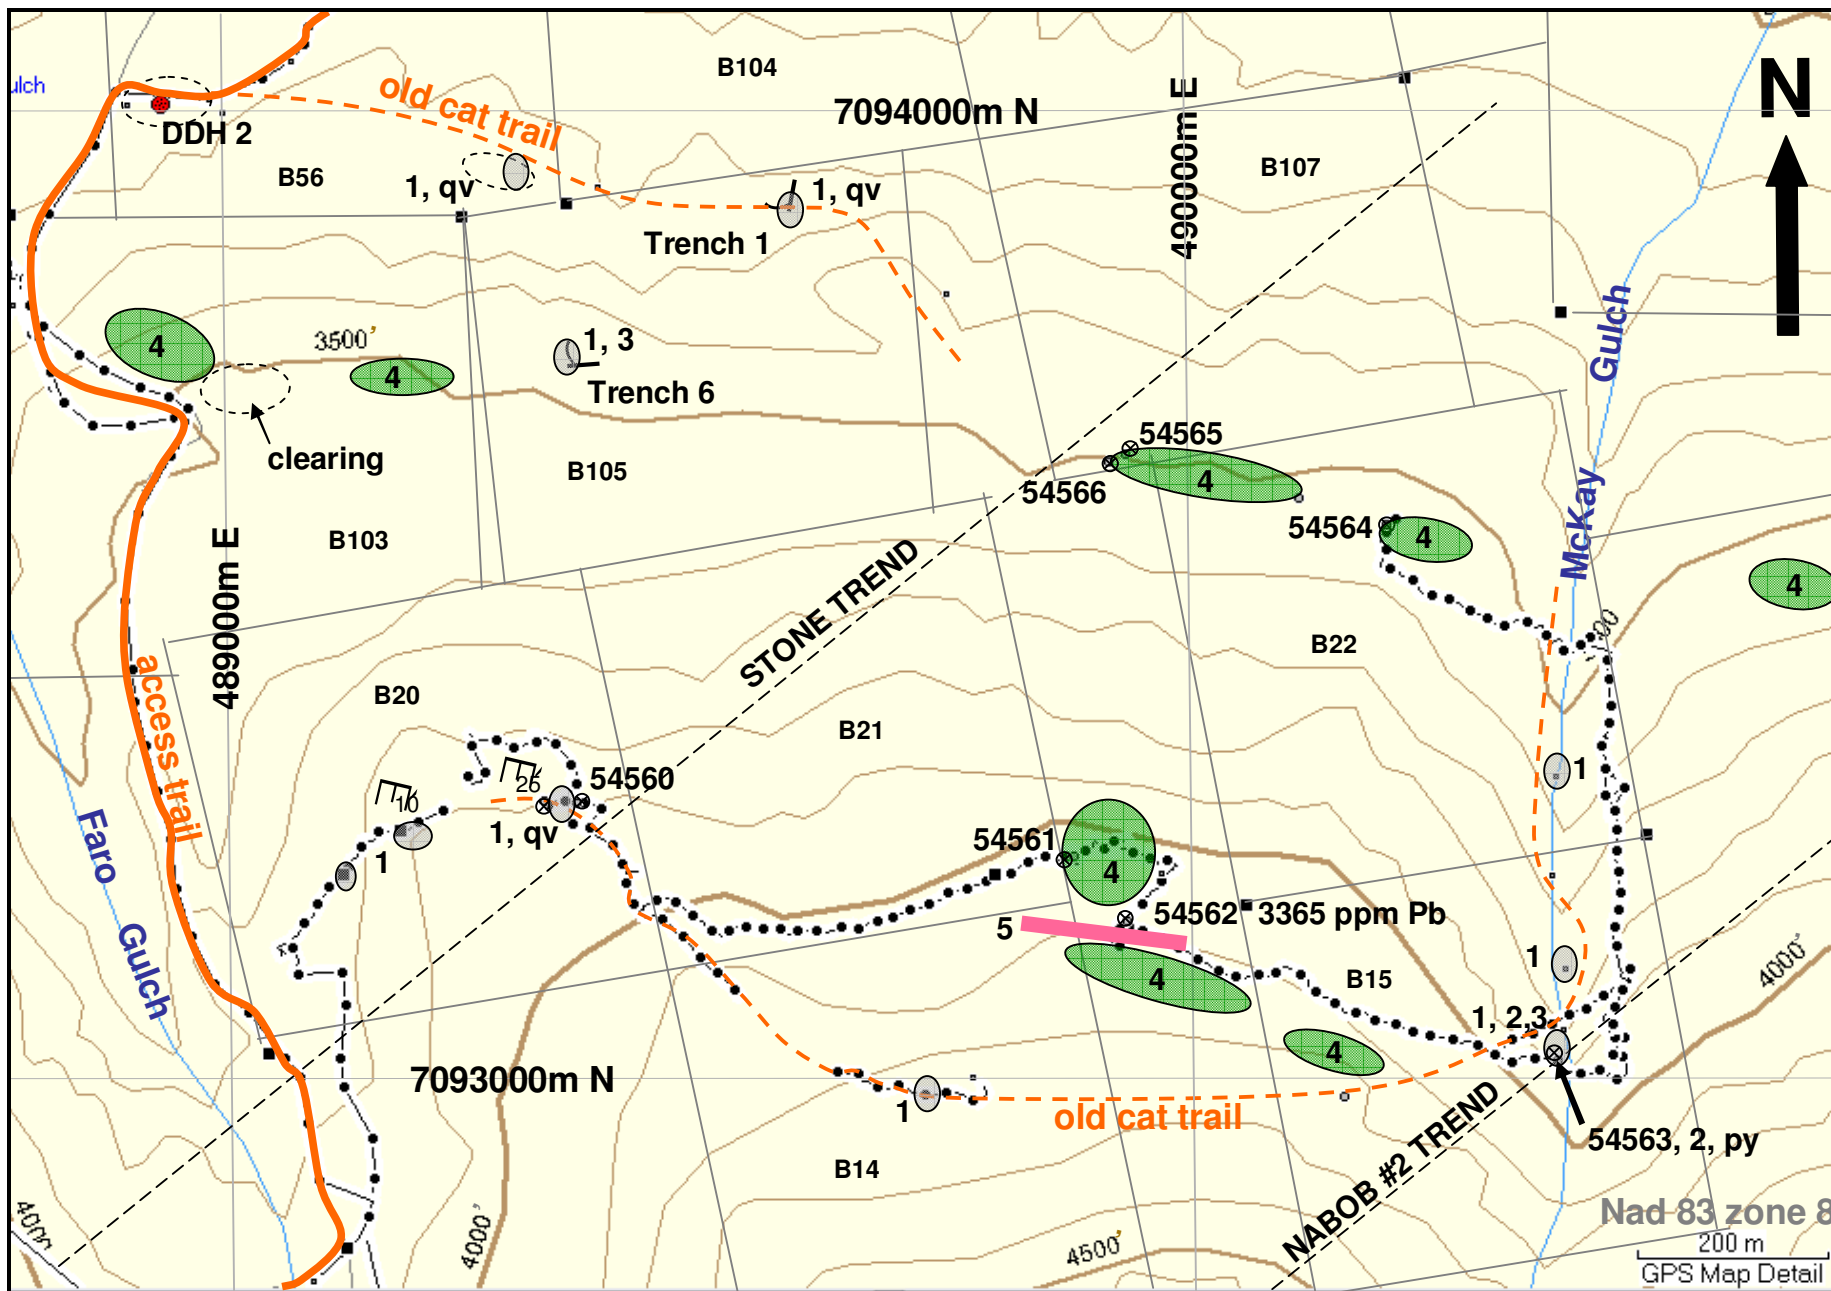 B104
ulch
old cat trail
7094000m N
490000m E
N
DDH 2
B56
1, qv
1, qv
B107
Trench 1
3500'
1, 3
Trench 6
4
4
clearing
B105
54565
54566
4
54564
4
McKay Gulch
4
B103
489000m E
STONE TREND
00
B22
access trail
B20
B21
26
54560
10
1, qv
1
1
Faro Gulch
54561
4
54562
3365 ppm Pb
5
4
1
B15
4000'
1, 2,3
4
7093000m N
1
old cat trail
NABOB #2 TREND
54563, 2, py
B14
4000'
4000'
4500'
Nad 83 zone 8
200 m
GPS Map Detail